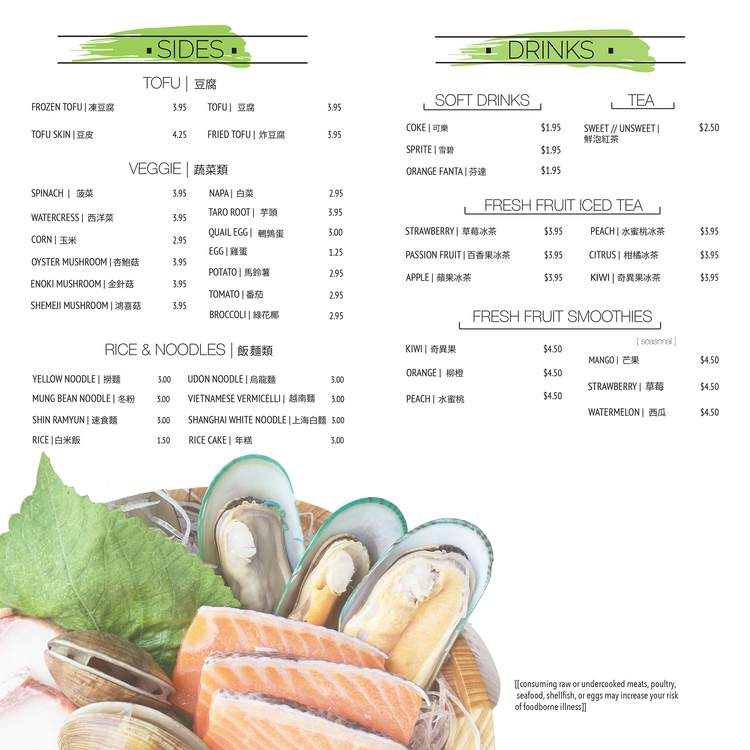 ▪ SIDES ▪
TOFU | 豆腐
FROZEN TOFU | 凍豆腐 3.95 TOFU | 豆腐 3.95
TOFU SKIN | 豆皮 4.25 FRIED TOFU | 炸豆腐 3.95
VEGGIE | 蔬菜類
SPINACH | 菠菜 3.95
WATERCRESS | 西洋菜 3.95
CORN | 玉米 2.95
OYSTER MUSHROOM | 杏鮑菇 3.95
ENOKI MUSHROOM | 金針菇 3.95
SHEMEJI MUSHROOM | 鴻喜菇 3.95
NAPA | 白菜 2.95
TARO ROOT | 芋頭 3.95
QUAIL EGG | 鵪鶉蛋 3.00
EGG | 雞蛋 1.25
POTATO | 馬鈴薯 2.95
TOMATO | 番茄 2.95
BROCCOLI | 綠花椰 2.95
RICE & NOODLES | 飯麵類
YELLOW NOODLE | 撈麵 3.00 UDON NOODLE | 烏龍麵 3.00
MUNG BEAN NOODLE | 冬粉 3.00 VIETNAMESE VERMICELLI | 越南麵 3.00
SHIN RAMYUN | 速食麵 3.00 SHANGHAI WHITE NOODLE | 上海白麵 3.00
RICE | 白米飯 1.50 RICE CAKE | 年糕 3.00
▪ DRINKS ▪
SOFT DRINKS
COKE | 可樂 $1.95
SPRITE | 雪碧 $1.95
ORANGE FANTA | 芬達 $1.95
TEA
SWEET // UNSWEET | $2.50
鮮泡紅茶
FRESH FRUIT ICED TEA
STRAWBERRY | 草莓冰茶 $3.95 PEACH | 水蜜桃冰茶 $3.95
PASSION FRUIT | 百香果冰茶 $3.95 CITRUS | 柑橘冰茶 $3.95
APPLE | 蘋果冰茶 $3.95 KIWI | 奇異果冰茶 $3.95
FRESH FRUIT SMOOTHIES
KIWI | 奇異果 $4.50
ORANGE | 柳橙 $4.50
PEACH | 水蜜桃 $4.50
[ seasonal ]
MANGO | 芒果 $4.50
STRAWBERRY | 草莓 $4.50
WATERMELON | 西瓜 $4.50
[[consuming raw or undercooked meats, poultry,
seafood, shellfish, or eggs may increase your risk
of foodborne illness]]